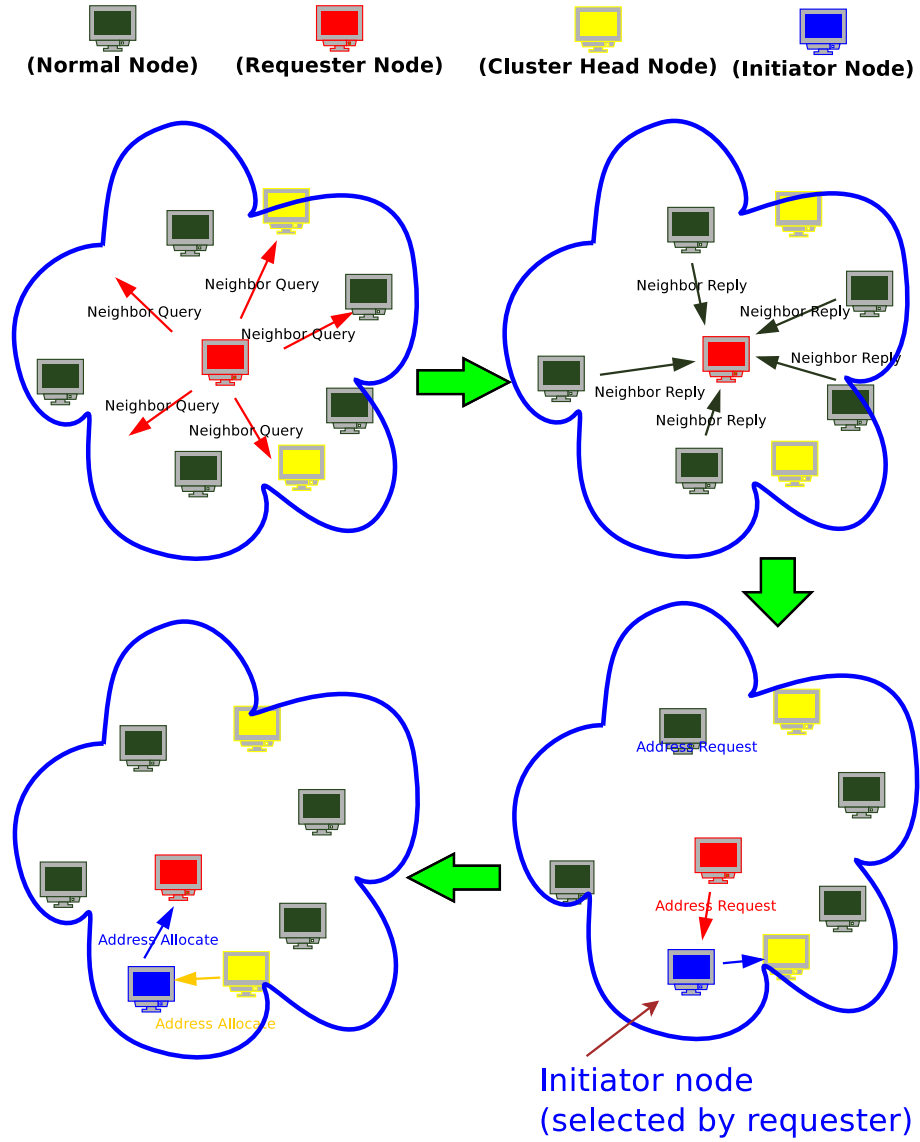 (Normal Node)
(Requester Node)
(Cluster Head Node)
(Initiator Node)
Neighbor Query
Neighbor Query
Neighbor Query
Neighbor Query
Neighbor Query
Neighbor Reply
Neighbor Reply
Neighbor Reply
Neighbor Reply
Neighbor Reply
Address Request
Address Request
Initiator node
(selected by requester)
Address Allocate
Address Allocate